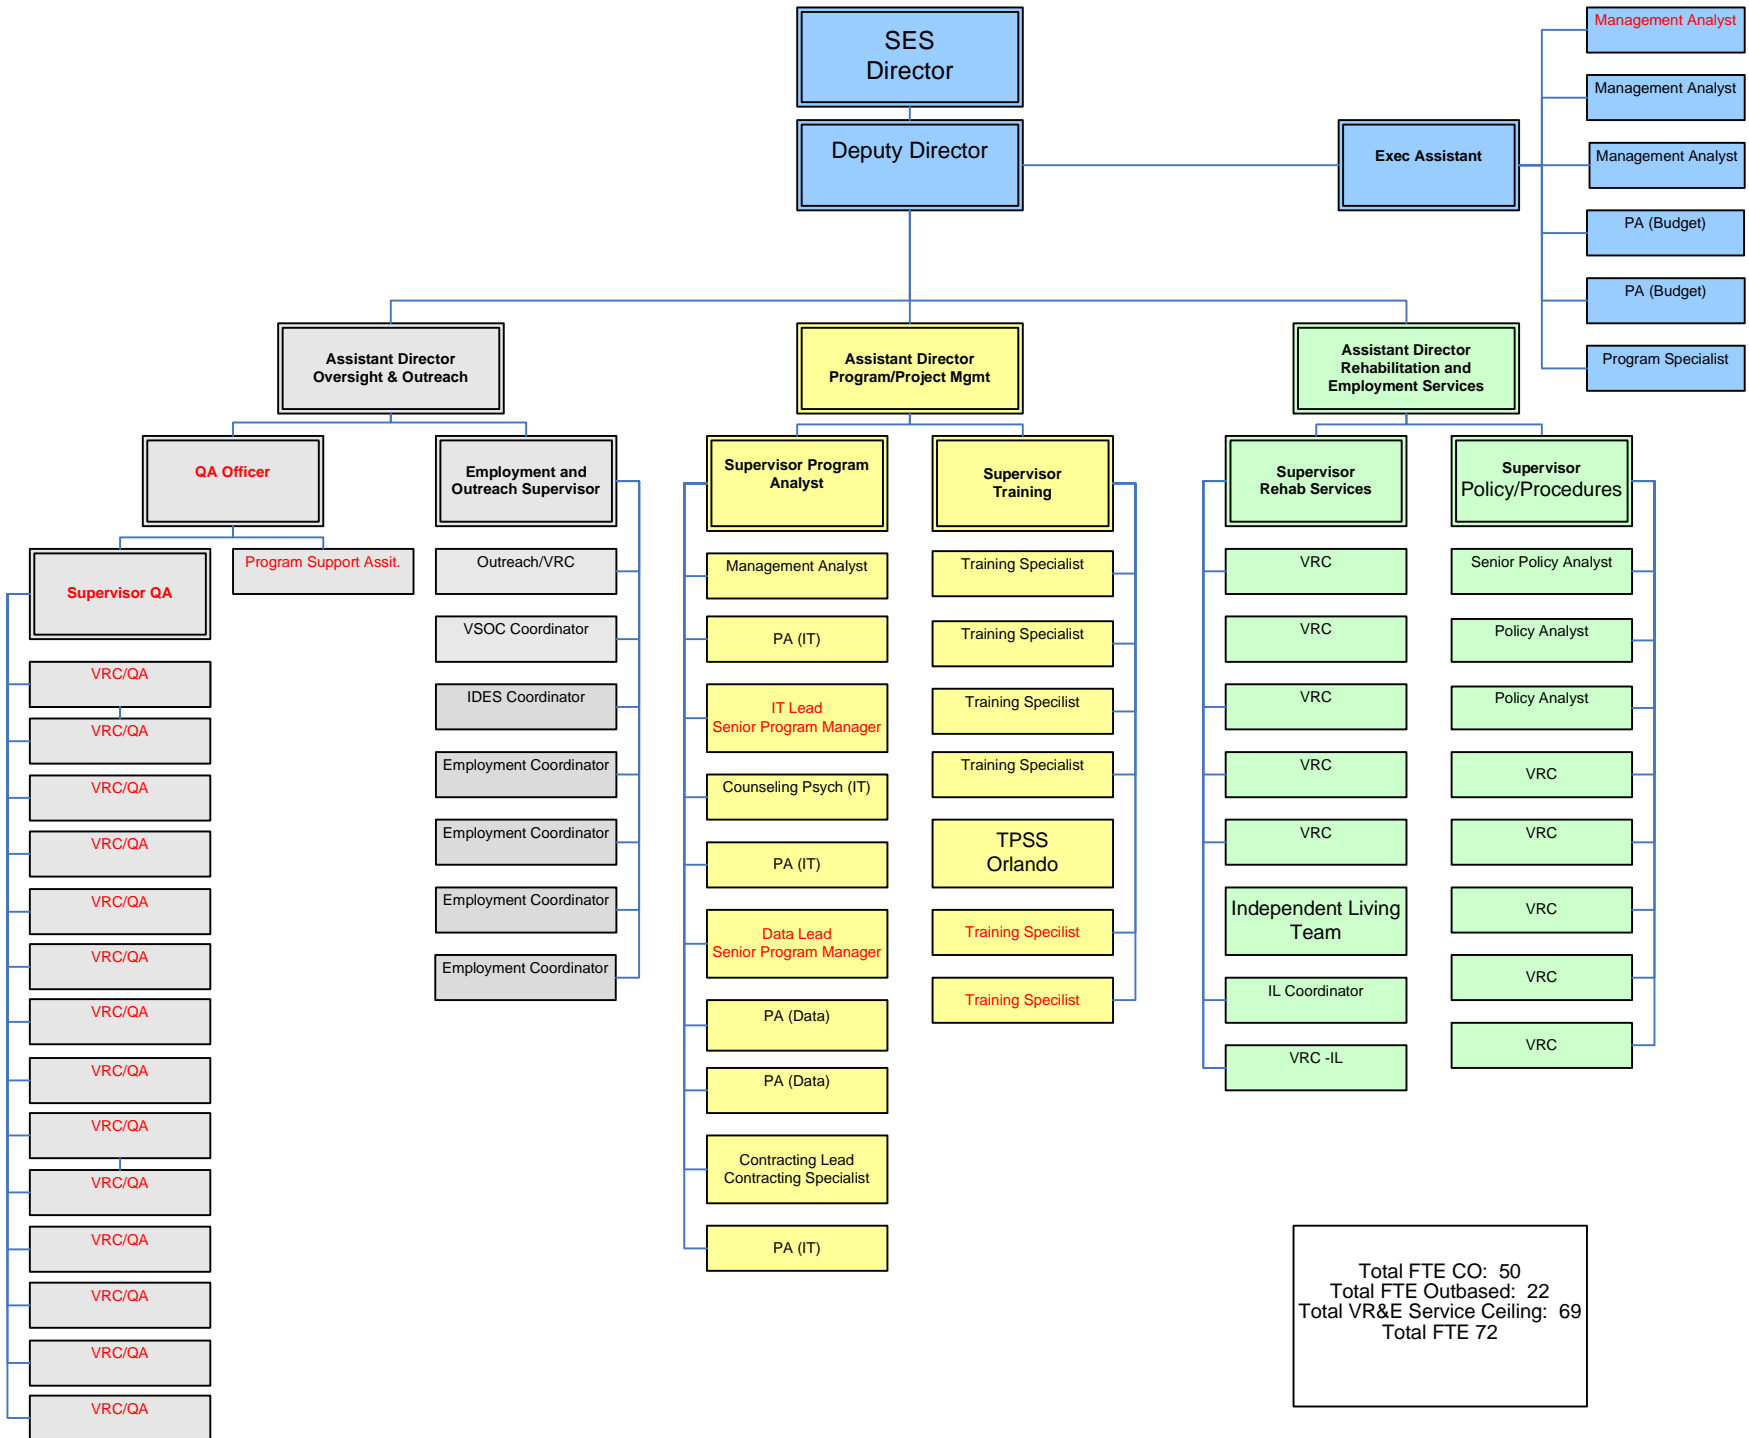 SES
Director
Deputy Director
Exec Assistant
Management Analyst
Management Analyst
Management Analyst
PA (Budget)
PA (Budget)
Program Specialist
Assistant Director
Oversight & Outreach
Assistant Director
Program/Project Mgmt
Assistant Director
Rehabilitation and
Employment Services
QA Officer
Supervisor QA
Program Support Assit.
VRC/QA
VRC/QA
VRC/QA
VRC/QA
VRC/QA
VRC/QA
VRC/QA
VRC/QA
VRC/QA
VRC/QA
VRC/QA
VRC/QA
VRC/QA
VRC/QA
Employment and
Outreach Supervisor
Outreach/VRC
VSOC Coordinator
IDES Coordinator
Employment Coordinator
Employment Coordinator
Employment Coordinator
Employment Coordinator
Supervisor Program
Analyst
Management Analyst
PA (IT)
IT Lead
Senior Program Manager
Counseling Psych (IT)
PA (IT)
Data Lead
Senior Program Manager
PA (Data)
PA (Data)
Contracting Lead
Contracting Specialist
PA (IT)
Supervisor
Training
Training Specialist
Training Specialist
Training Specilist
Training Specialist
TPSS
Orlando
Training Specilist
Training Specilist
Supervisor
Rehab Services
VRC
VRC
VRC
VRC
VRC
Independent Living
Team
IL Coordinator
VRC -IL
Supervisor
Policy/Procedures
Senior Policy Analyst
Policy Analyst
Policy Analyst
VRC
VRC
VRC
VRC
VRC
Total FTE CO: 50
Total FTE Outbased: 22
Total VR&E Service Ceiling: 69
Total FTE 72